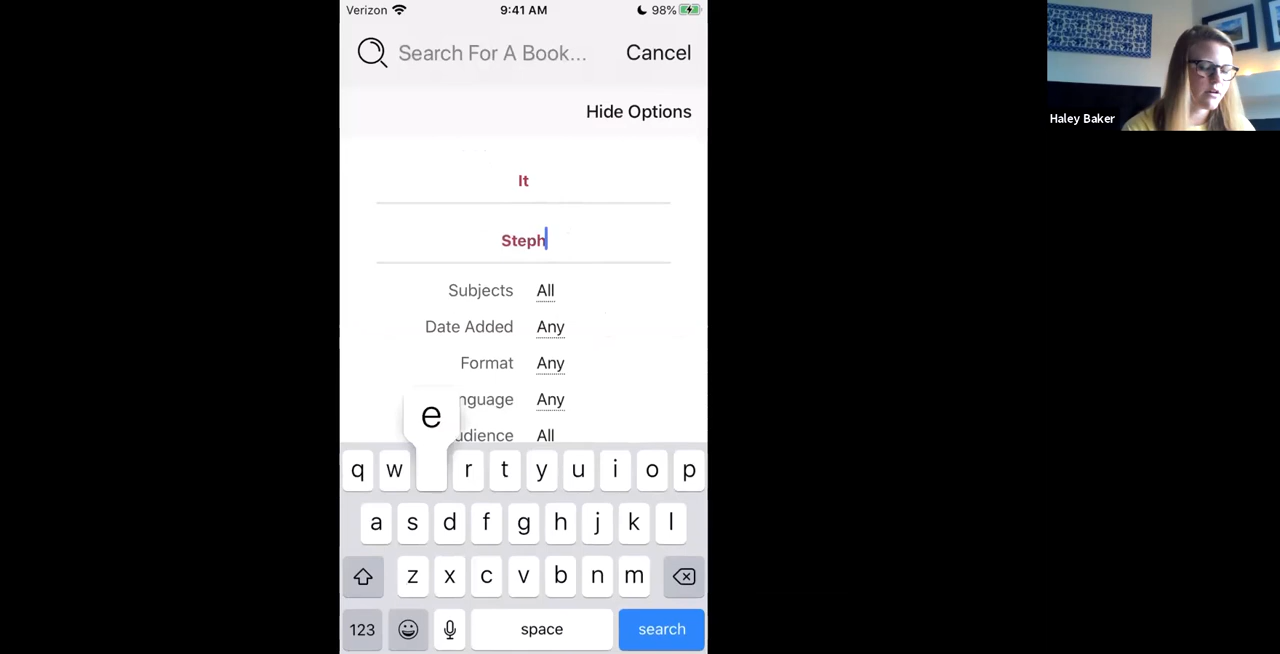 Verizon 9:41 AM 98%
Search For A Book... Cancel
Hide Options
It
Steph
Subjects All
Date Added Any
Format Any
nguage Any
udience All
e
q w r t y u i o p
a s d f g h j k l
z x c v b n m
123 space search
Haley Baker